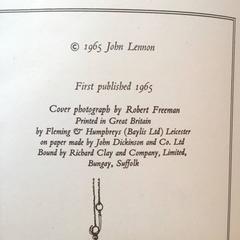 © 1965 John Lennon
First published 1965
Cover photograph by Robert Freeman
Printed in Great Britain
by Fleming & Humphreys (Baylis Ltd) Leicester
on paper made by John Dickinson and Co. Ltd
Bound by Richard Clay and Company, Limited,
Bungay, Suffolk